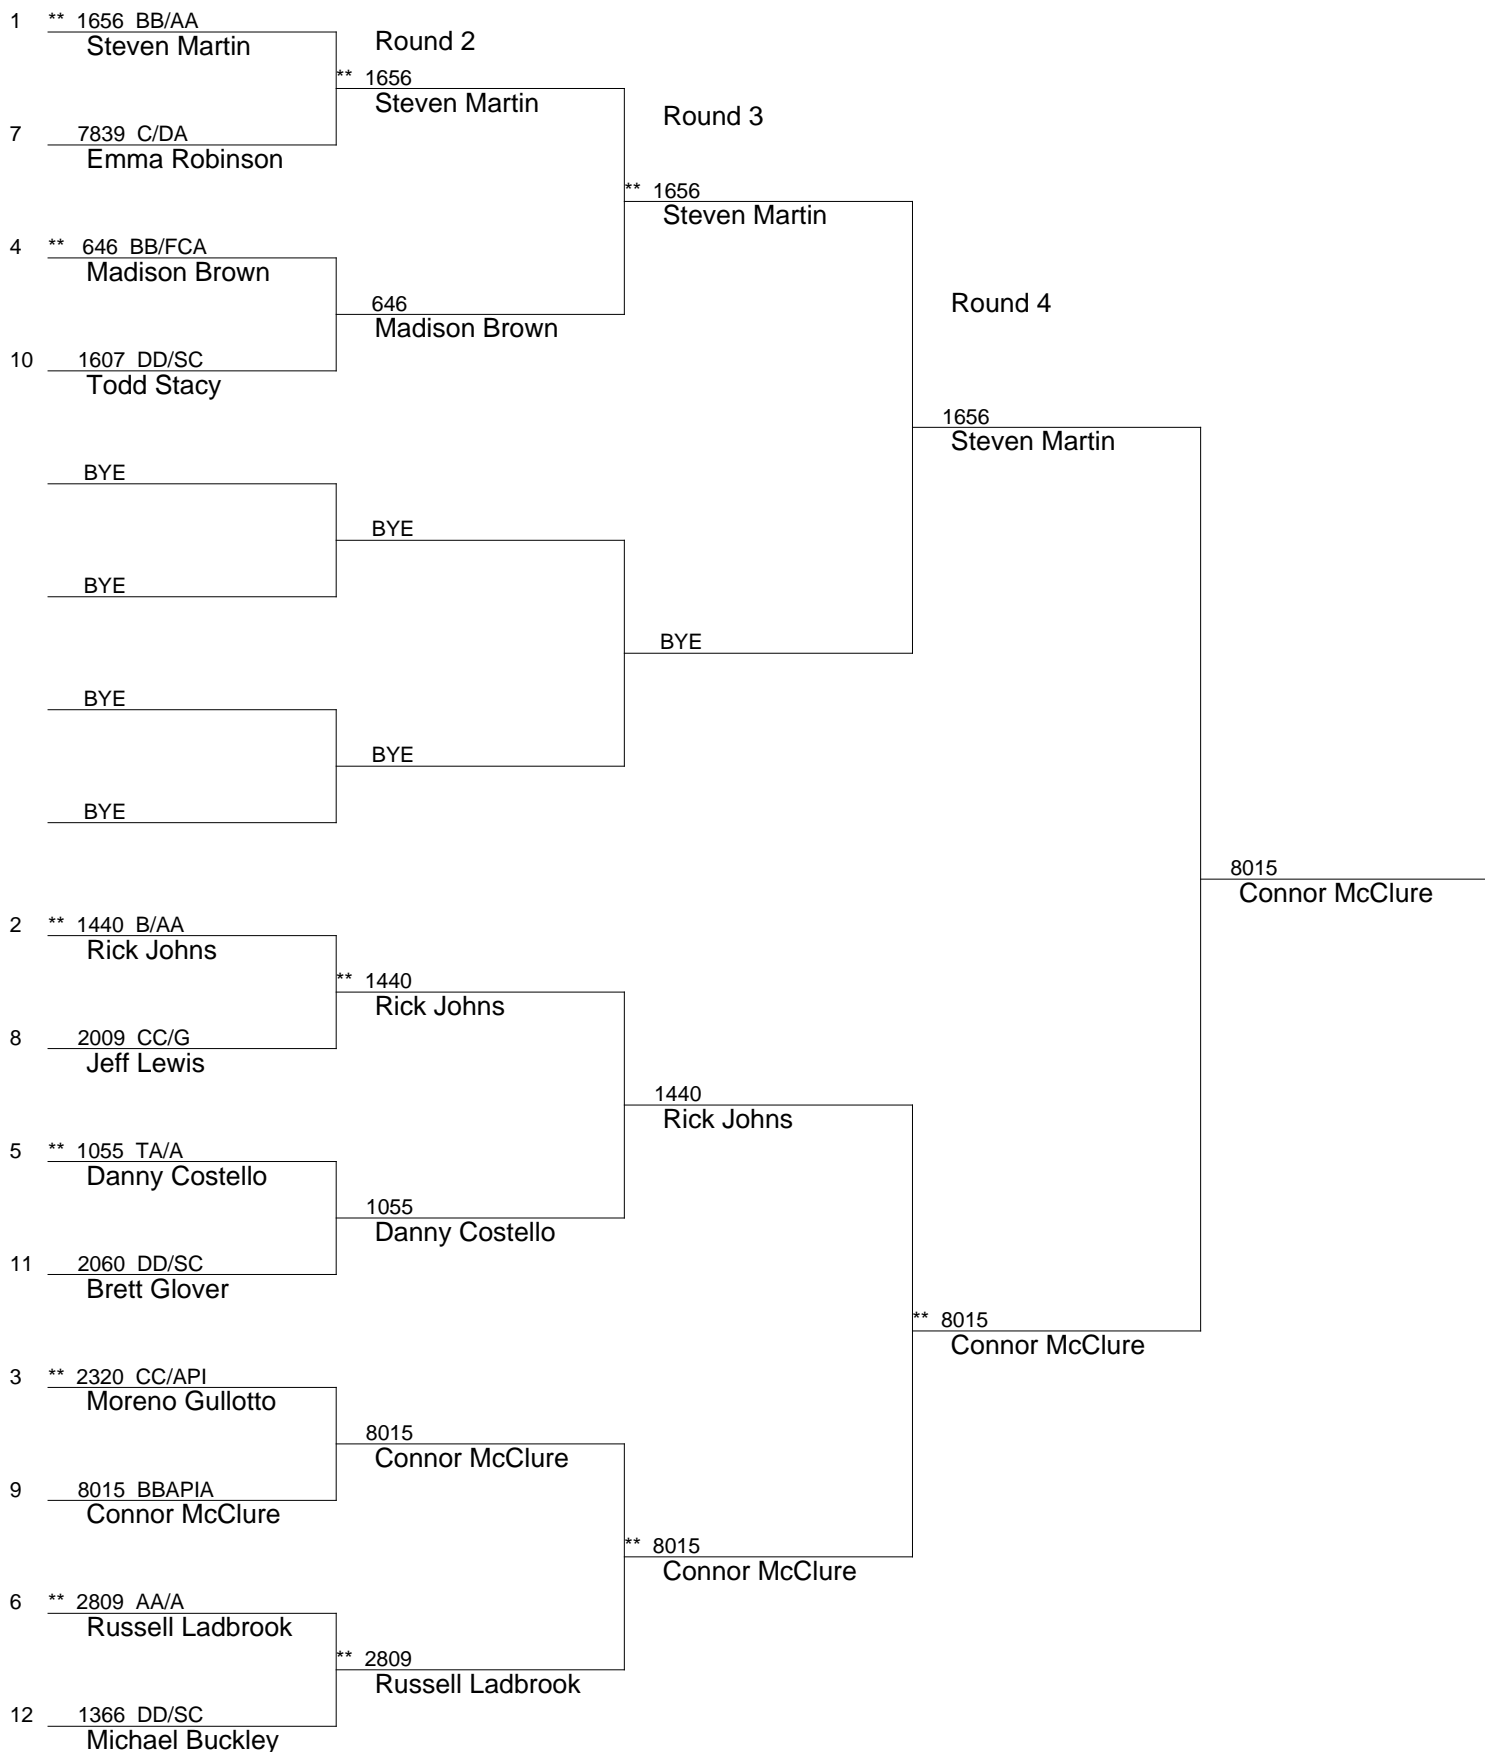 1 ** 1656 BB/AA
Steven Martin
7 7839 C/DA
Emma Robinson
4 ** 646 BB/FCA
Madison Brown
10 1607 DD/SC
Todd Stacy
BYE
BYE
BYE
BYE
2 ** 1440 B/AA
Rick Johns
8 2009 CC/G
Jeff Lewis
5 ** 1055 TA/A
Danny Costello
11 2060 DD/SC
Brett Glover
3 ** 2320 CC/API
Moreno Gullotto
9 8015 BBAPIA
Connor McClure
6 ** 2809 AA/A
Russell Ladbrook
12 1366 DD/SC
Michael Buckley
Round 2
** 1656
Steven Martin
646
Madison Brown
BYE
BYE
** 1440
Rick Johns
1055
Danny Costello
8015
Connor McClure
** 2809
Russell Ladbrook
Round 3
** 1656
Steven Martin
BYE
1440
Rick Johns
** 8015
Connor McClure
Round 4
1656
Steven Martin
** 8015
Connor McClure
8015
Connor McClure